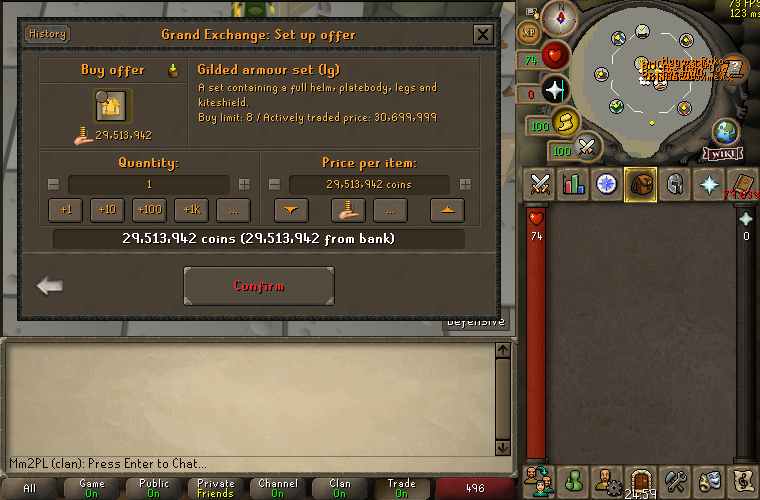 History
Grand Exchange: Set up offer
Buy offer
Gilded armour set (lg)
A set containing a full helm, platebody, legs and
kiteshield.
Buy limit: 8 / Actively traded price: 30,699,999
29,513,942
Quantity:
Price per item:
1
29,513,942 coins
+1
+10
+100
+1K
...
...
29,513,942 coins (29,513,942 from bank)
Confirm
Defensive
Mm2PL (clan): Press Enter to Chat...
All
Game
On
Public
On
Private
Friends
Channel
On
Clan
On
Trade
On
496
73 FPS
123 ms
XP
74
0
100
100
WIKI
74
0
24:59